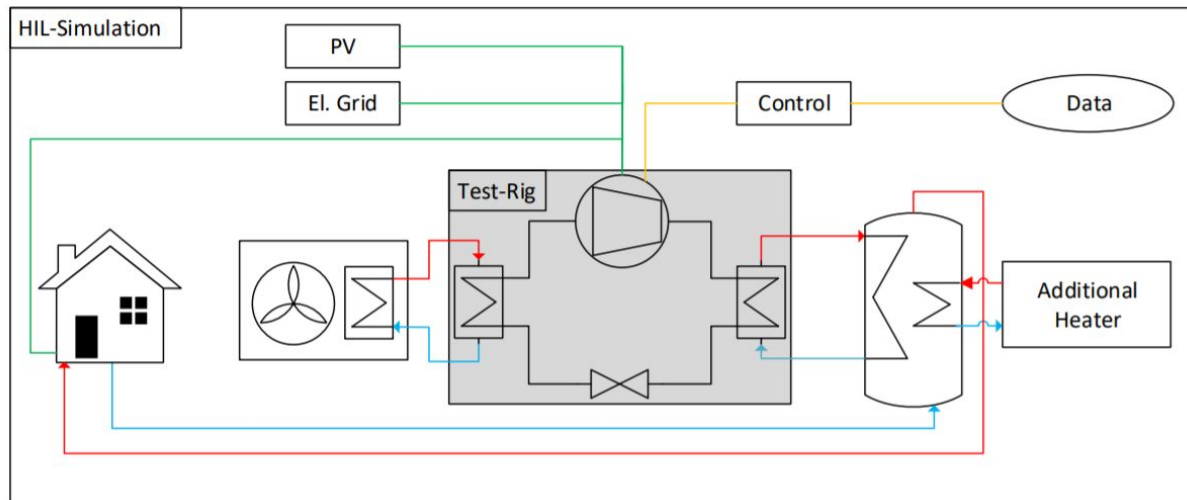 HIL-Simulation
PV
El. Grid
Control
Data
Test-Rig
Additional
Heater